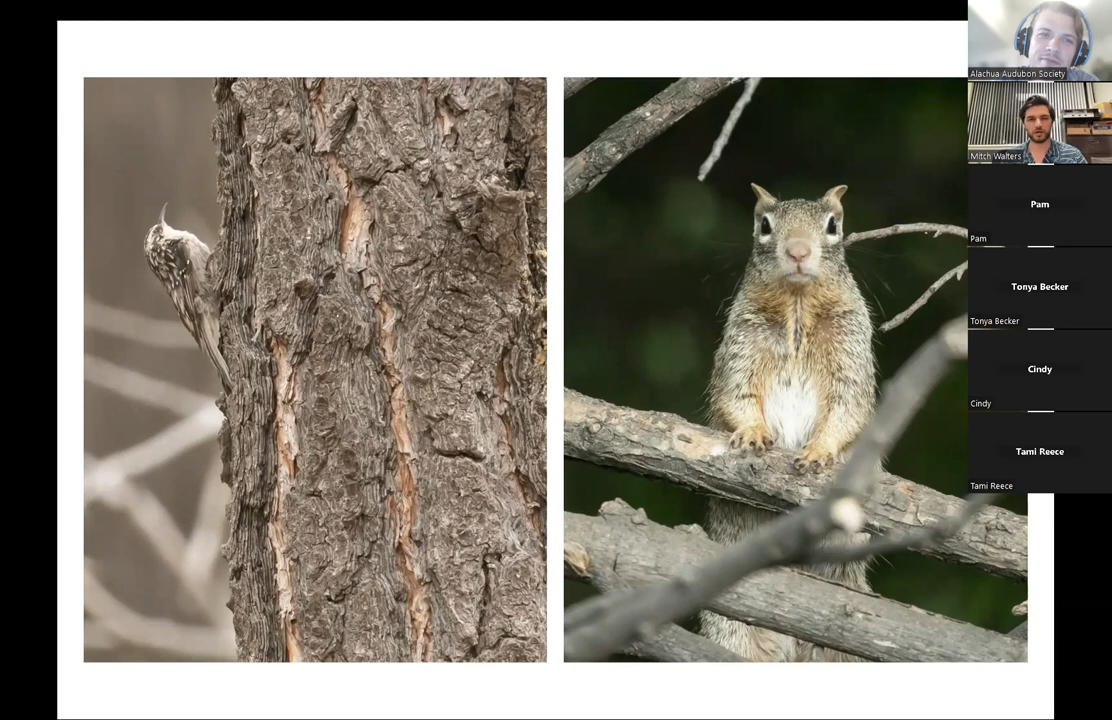 Alachua Audubon Society
Mitch Walters
Pam
Pam
Tonya Becker
Tonya Becker
Cindy
Cindy
Tami Reece
Tami Reece